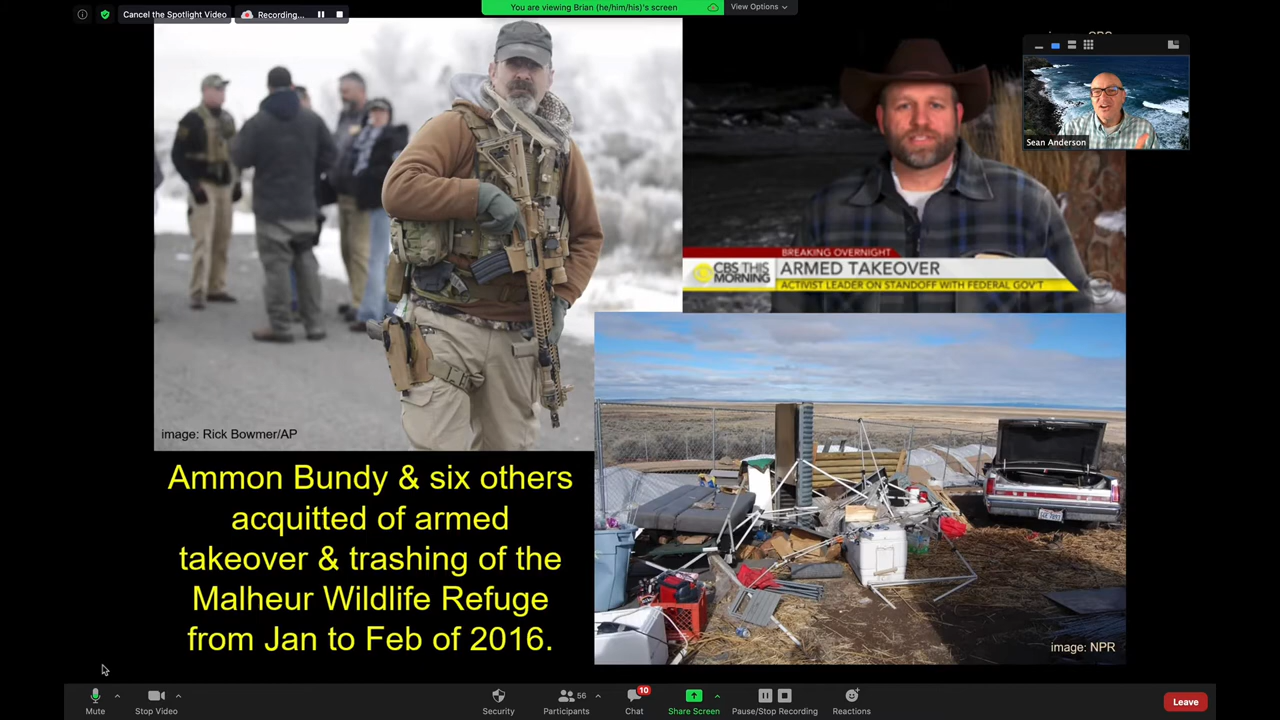 Cancel the Spotlight Video
Recording...
You are viewing Brian (he/him/his)'s screen
View Options
Sean Anderson
BREAKING OVERNIGHT
CBS THIS MORNING
ARMED TAKEOVER
ACTIVIST LEADER ON STANDOFF WITH FEDERAL GOV'T
image: Rick Bowmer/AP
Ammon Bundy & six others
acquitted of armed
takeover & trashing of the
Malheur Wildlife Refuge
from Jan to Feb of 2016.
image: NPR
Mute
Stop Video
Security
Participants
56
Chat
10
Share Screen
Pause/Stop Recording
Reactions
Leave